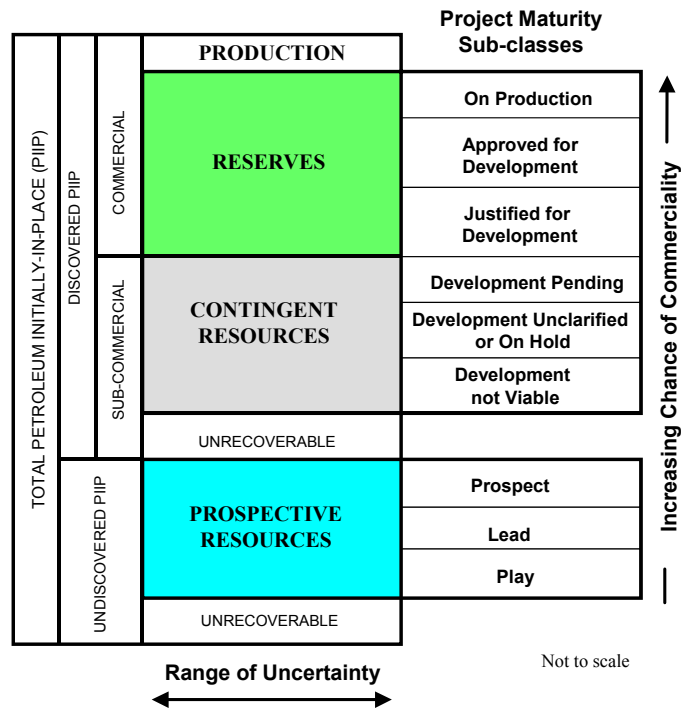 Project Maturity
Sub-classes
PRODUCTION
On Production
RESERVES
Approved for
Development
Justified for
Development
Development Pending
CONTINGENT
RESOURCES
Development Unclarified
or On Hold
Development
not Viable
UNRECOVERABLE
Prospect
PROSPECTIVE
RESOURCES
Lead
Play
UNRECOVERABLE
TOTAL PETROLEUM INITIALLY-IN-PLACE (PIIP)
DISCOVERED PIIP
UNDISCOVERED PIIP
COMMERCIAL
SUB-COMMERCIAL
Increasing Chance of Commerciality
Not to scale
Range of Uncertainty